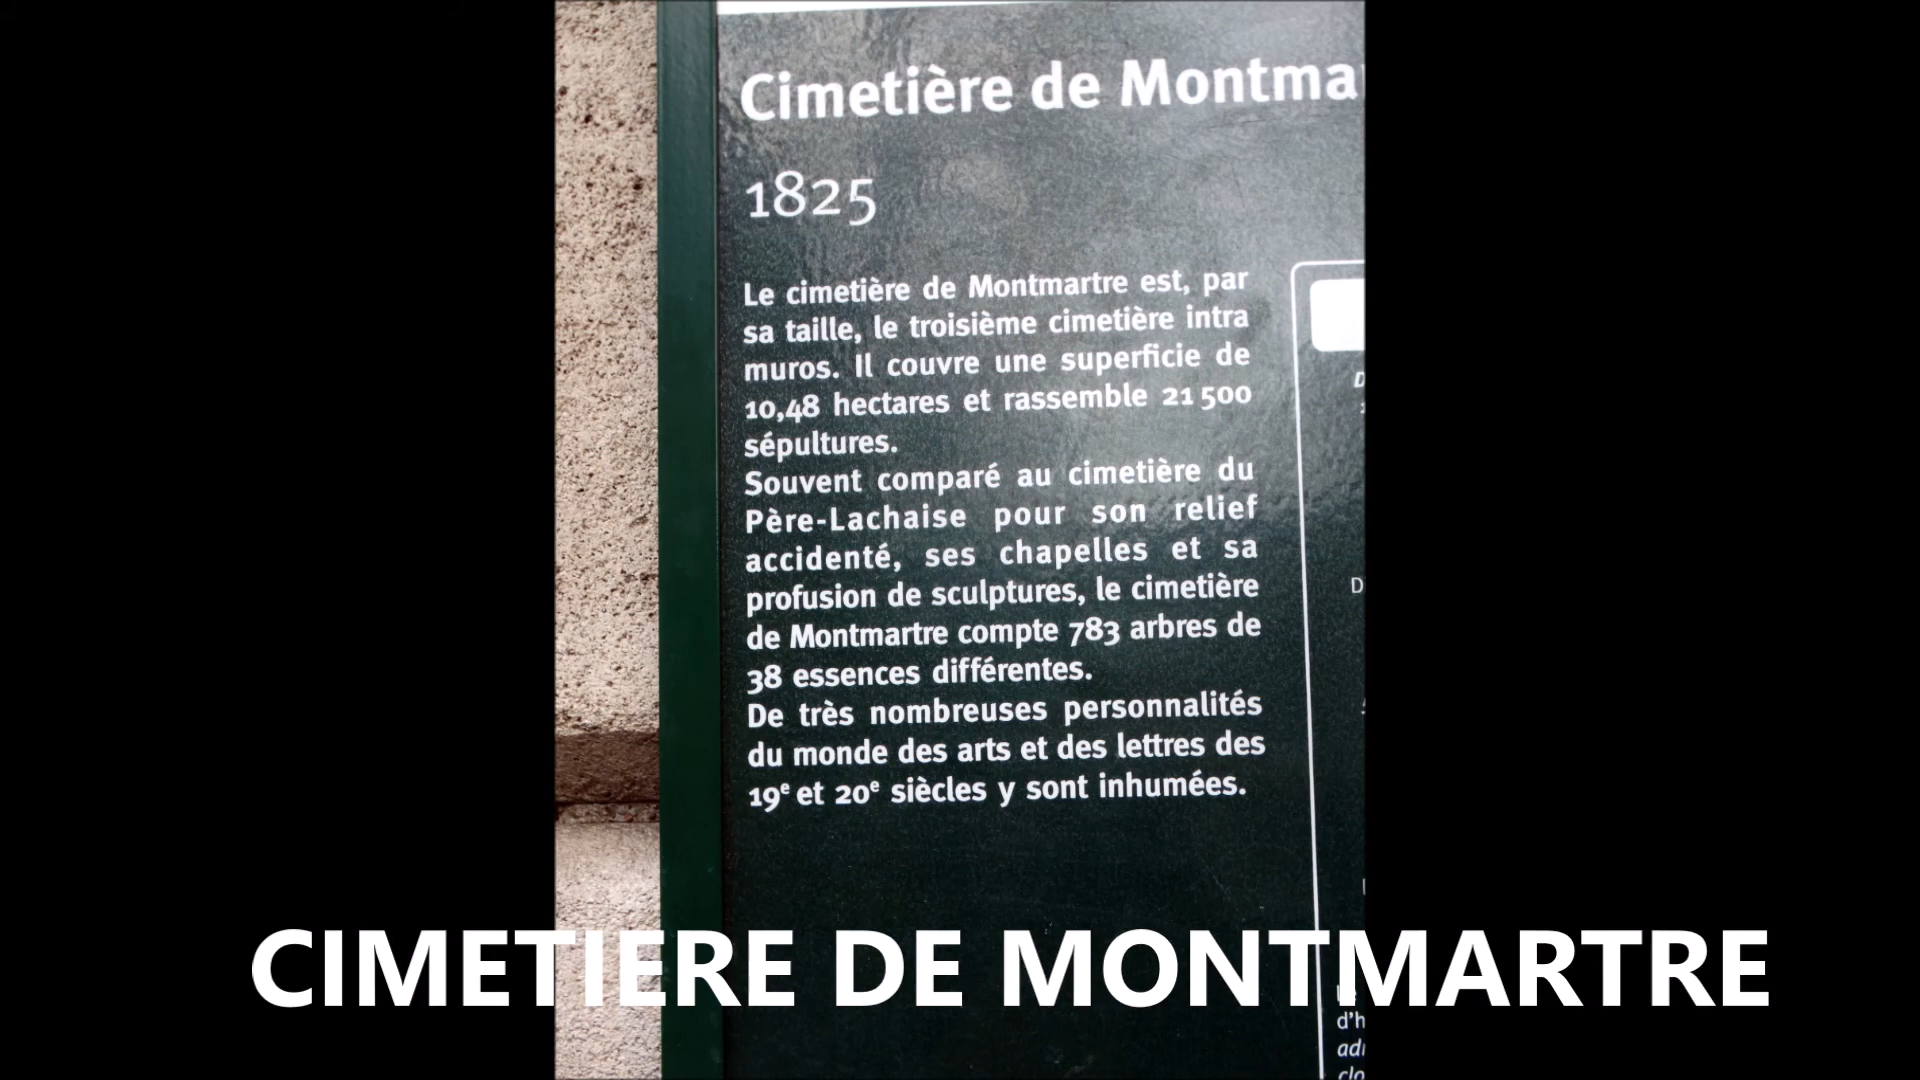 Cimetière de Montma
1825
Le cimetière de Montmartre est, par
sa taille, le troisième cimetière intra
muros. Il couvre une superficie de
10,48 hectares et rassemble 21 500
sépultures.
Souvent comparé au cimetière du
Père-Lachaise pour son relief
accidenté, ses chapelles et sa
profusion de sculptures, le cimetière
de Montmartre compte 783 arbres de
38 essences différentes.
De très nombreuses personnalités
du monde des arts et des lettres des
19e et 20e siècles y sont inhumées.
D
D
d'h
adı
clo
CIMETIERE DE MONTMARTRE